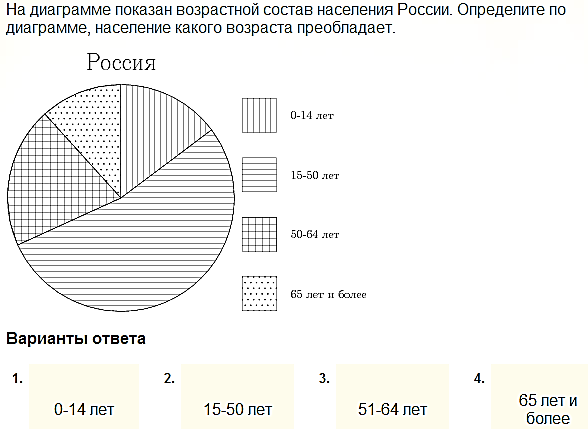 На диаграмме показан возрастной состав населения России. Определите по
диаграмме, население какого возраста преобладает.
Россия
0-14 лет
15-50 лет
50-64 лет
65 лет и более
Варианты ответа
1. 0-14 лет
2. 15-50 лет
3. 51-64 лет
4. 65 лет и
более